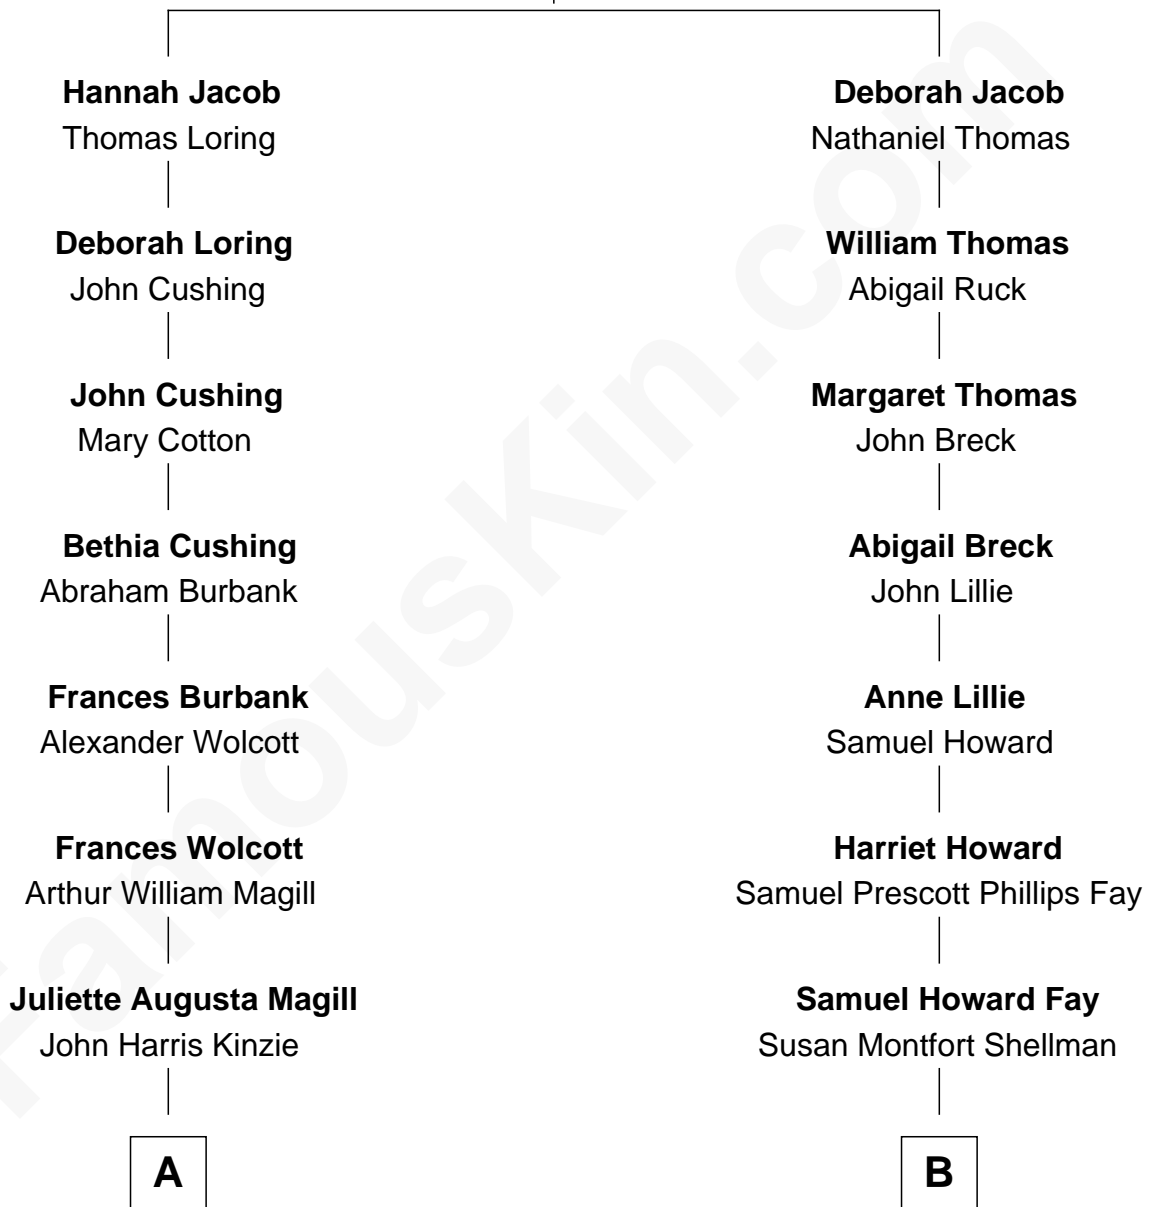 Hannah Jacob
Thomas Loring
Deborah Loring
John Cushing
John Cushing
Mary Cotton
Bethia Cushing
Abraham Burbank
Frances Burbank
Alexander Wolcott
Frances Wolcott
Arthur William Magill
Juliette Augusta Magill
John Harris Kinzie
A
Deborah Jacob
Nathaniel Thomas
William Thomas
Abigail Ruck
Margaret Thomas
John Breck
Abigail Breck
John Lillie
Anne Lillie
Samuel Howard
Harriet Howard
Samuel Prescott Phillips Fay
Samuel Howard Fay
Susan Montfort Shellman
B
FamousKin.com